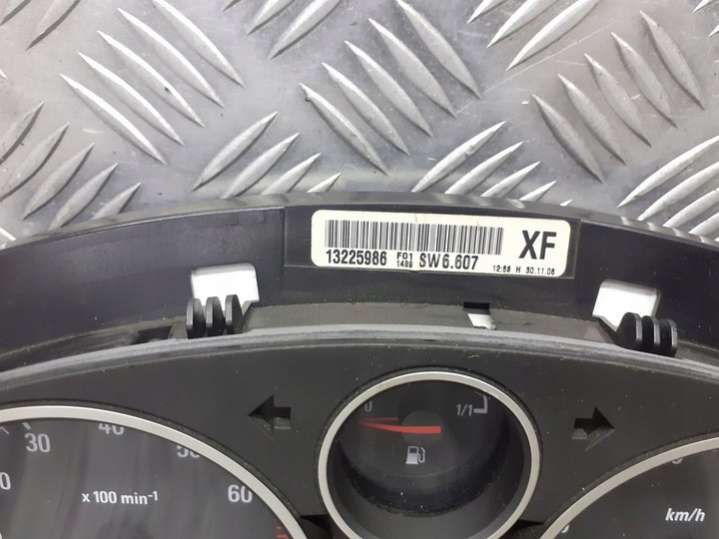 XF
13225986 F01 1499 SW6.607
12:58 H 30.11.06
0 1/1
30 40 50 60
x 100 min-1
km/h